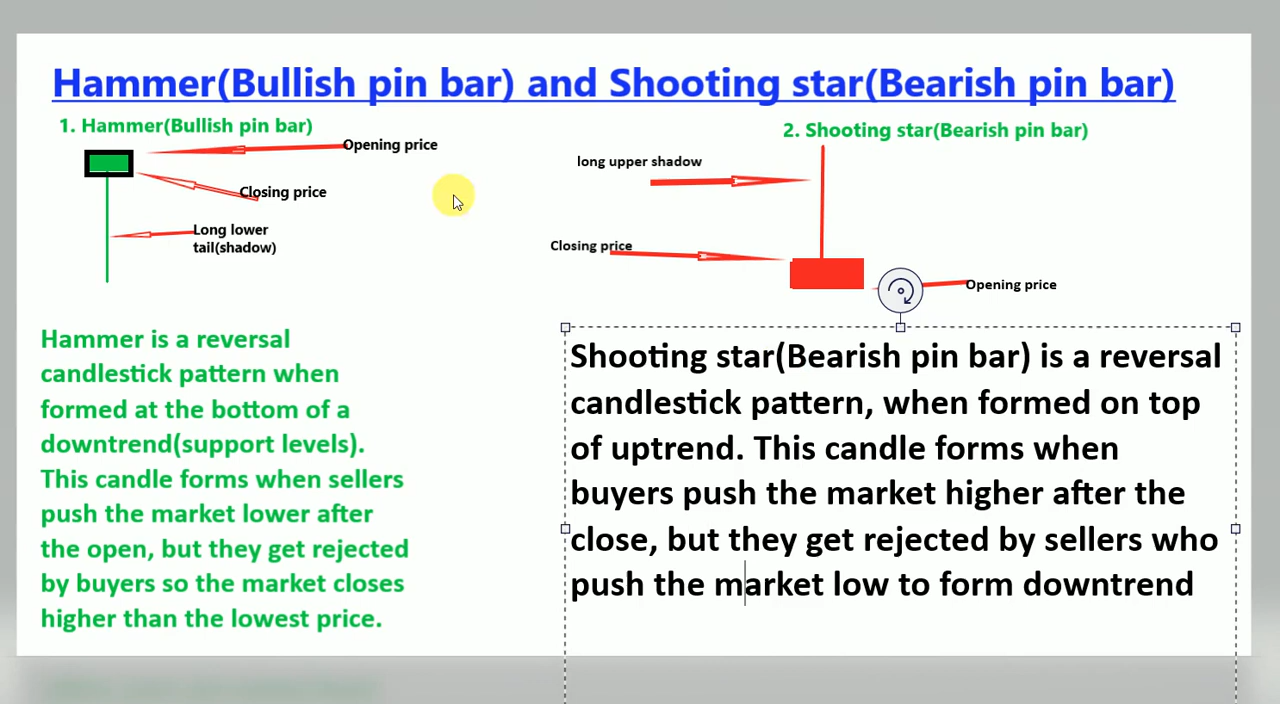 Hammer(Bullish pin bar) and Shooting star(Bearish pin bar)
1. Hammer(Bullish pin bar)
Opening price
Closing price
Long lower
tail(shadow)
Hammer is a reversal
candlestick pattern when
formed at the bottom of a
downtrend(support levels).
This candle forms when sellers
push the market lower after
the open, but they get rejected
by buyers so the market closes
higher than the lowest price.
2. Shooting star(Bearish pin bar)
long upper shadow
Closing price
Opening price
Shooting star(Bearish pin bar) is a reversal
candlestick pattern, when formed on top
of uptrend. This candle forms when
buyers push the market higher after the
close, but they get rejected by sellers who
push the market low to form downtrend